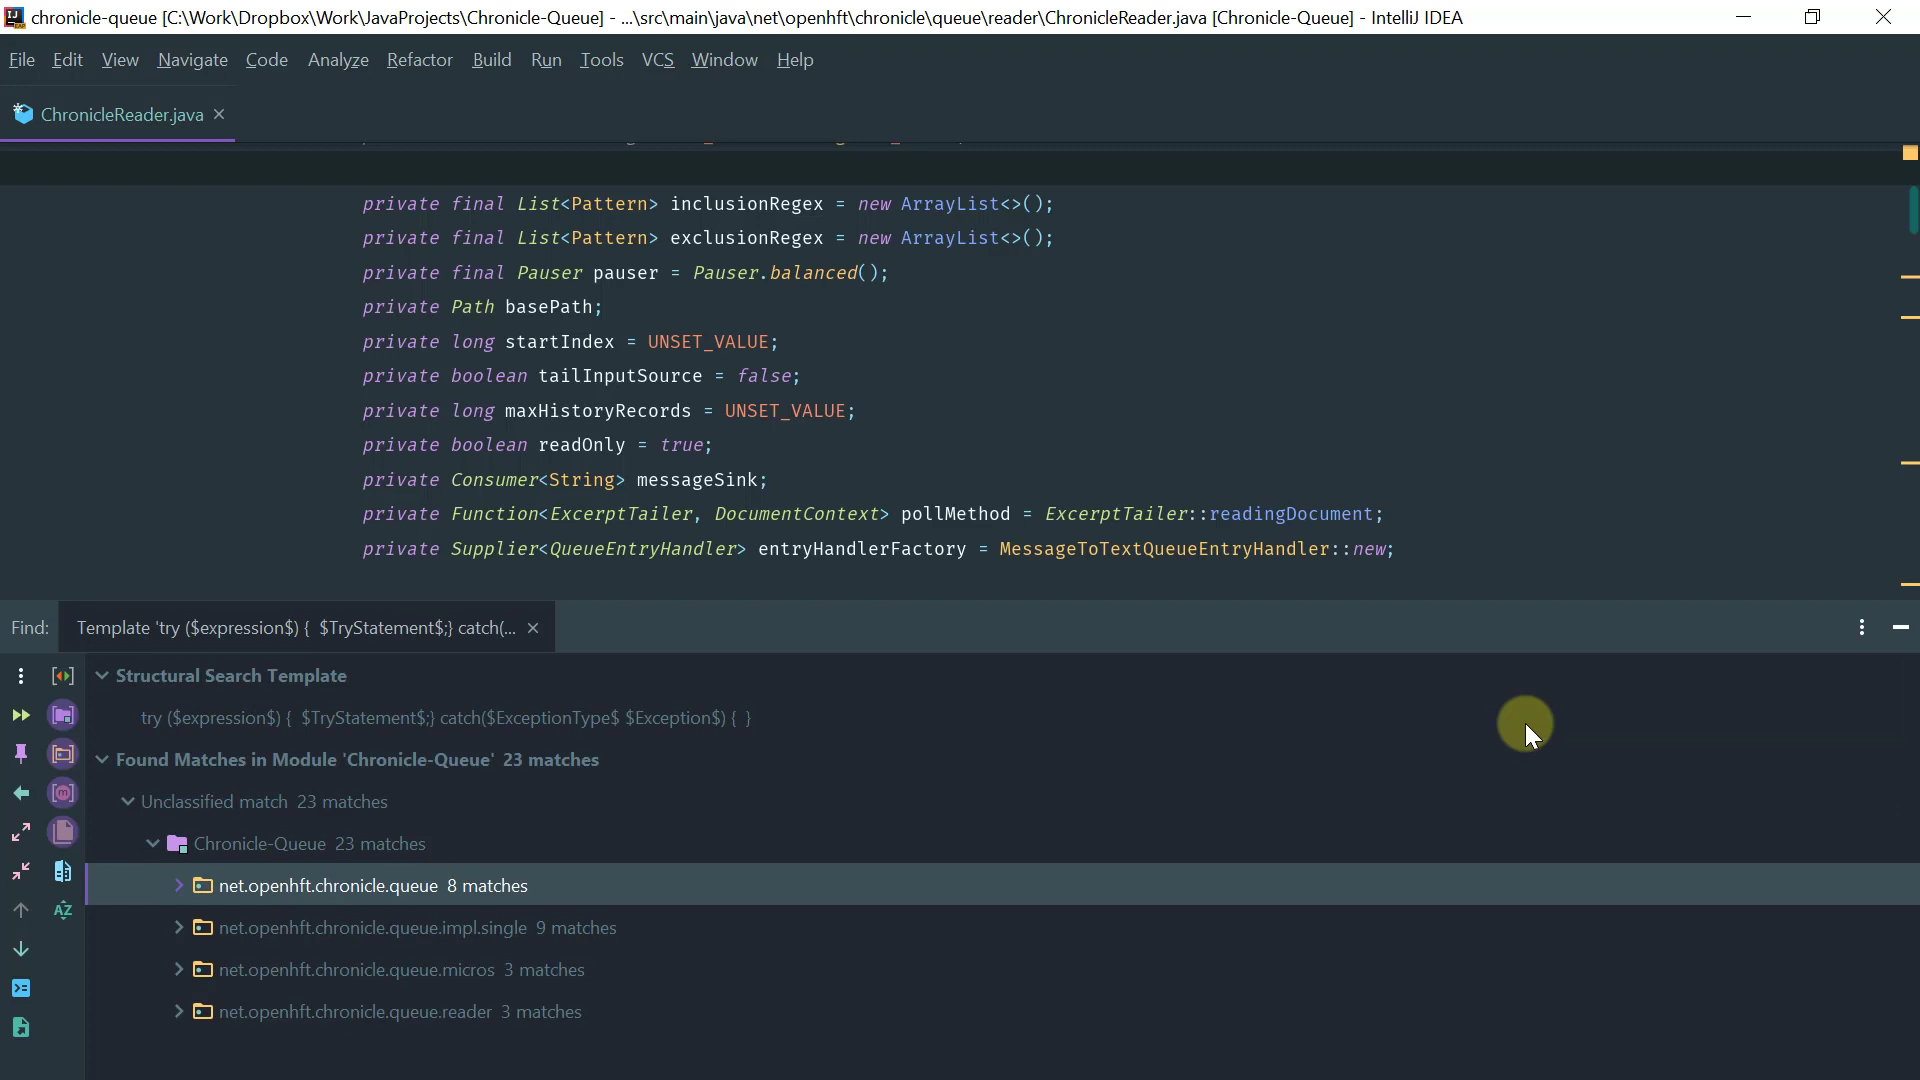 chronicle-queue [C:\Work\Dropbox\Work\JavaProjects\Chronicle-Queue] - ...\src\main\java\net\openhft\chronicle\queue\reader\ChronicleReader.java [Chronicle-Queue] - IntelliJ IDEA
File Edit View Navigate Code Analyze Refactor Build Run Tools VCS Window Help
ChronicleReader.java
private final List<Pattern> inclusionRegex = new ArrayList<>();
private final List<Pattern> exclusionRegex = new ArrayList<>();
private final Pauser pauser = Pauser.balanced();
private Path basePath;
private long startIndex = UNSET_VALUE;
private boolean tailInputSource = false;
private long maxHistoryRecords = UNSET_VALUE;
private boolean readOnly = true;
private Consumer<String> messageSink;
private Function<ExcerptTailer, DocumentContext> pollMethod = ExcerptTailer::readingDocument;
private Supplier<QueueEntryHandler> entryHandlerFactory = MessageToTextQueueEntryHandler::new;
Find: Template 'try ($expression$) { $TryStatement$;} catch(...
Structural Search Template
try ($expression$) { $TryStatement$;} catch($ExceptionType$ $Exception$) { }
Found Matches in Module 'Chronicle-Queue' 23 matches
Unclassified match 23 matches
Chronicle-Queue 23 matches
net.openhft.chronicle.queue 8 matches
net.openhft.chronicle.queue.impl.single 9 matches
net.openhft.chronicle.queue.micros 3 matches
net.openhft.chronicle.queue.reader 3 matches